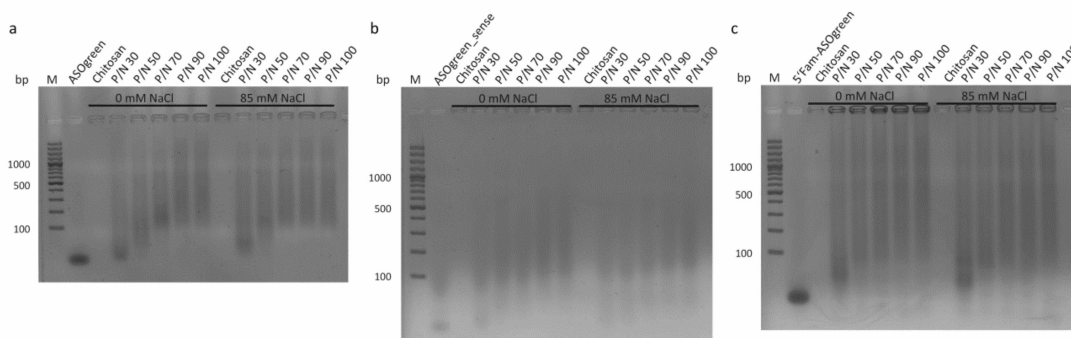 a
bp
M
ASOgreen
Chitosan
P/N 30
P/N 50
P/N 70
P/N 90
P/N 100
Chitosan
P/N 30
P/N 50
P/N 70
P/N 90
P/N 100
0 mM NaCl
85 mM NaCl
1000
500
100
b
bp
M
ASOgreen_sense
Chitosan
P/N 30
P/N 50
P/N 70
P/N 90
P/N 100
Chitosan
P/N 30
P/N 50
P/N 70
P/N 90
P/N 100
0 mM NaCl
85 mM NaCl
1000
500
100
c
bp
M
5'Fam-ASOgreen
Chitosan
P/N 30
P/N 50
P/N 70
P/N 90
P/N 100
Chitosan
P/N 30
P/N 50
P/N 70
P/N 90
P/N 100
0 mM NaCl
85 mM NaCl
1000
500
100